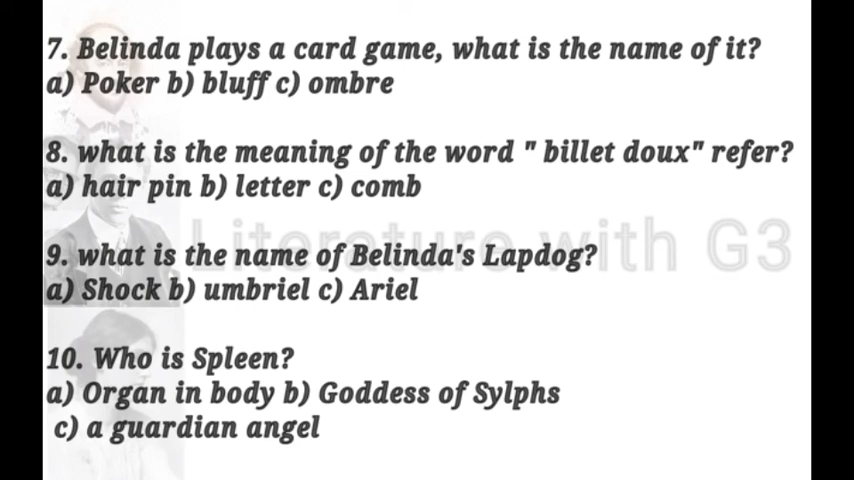 7. Belinda plays a card game, what is the name of it?
a) Poker b) bluff c) ombre
8. what is the meaning of the word " billet doux" refer?
a) hair pin b) letter c) comb
Literature with G3
9. what is the name of Belinda's Lapdog?
a) Shock b) umbriel c) Ariel
10. Who is Spleen?
a) Organ in body b) Goddess of Sylphs
c) a guardian angel